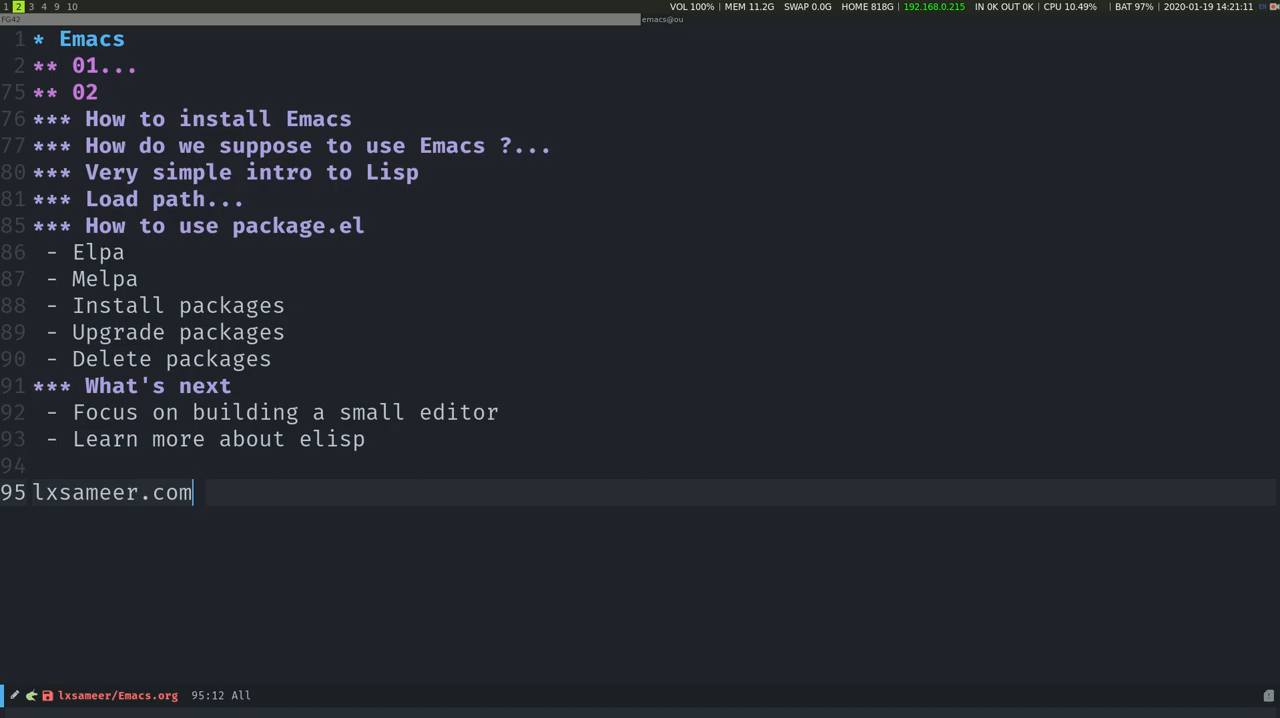 1 2 3 4 9 10 VOL 100% | MEM 11.2G SWAP 0.0G HOME 818G | 192.168.0.215 IN 0K OUT 0K | CPU 10.49% | BAT 97% | 2020-01-19 14:21:11 EN
FG42 emacs@ou
1 * Emacs
2 ** 01...
75 ** 02
76 *** How to install Emacs
77 *** How do we suppose to use Emacs ?...
80 *** Very simple intro to Lisp
81 *** Load path...
85 *** How to use package.el
86 - Elpa
87 - Melpa
88 - Install packages
89 - Upgrade packages
90 - Delete packages
91 *** What's next
92 - Focus on building a small editor
93 - Learn more about elisp
94
95 lxsameer.com
lxsameer/Emacs.org 95:12 All